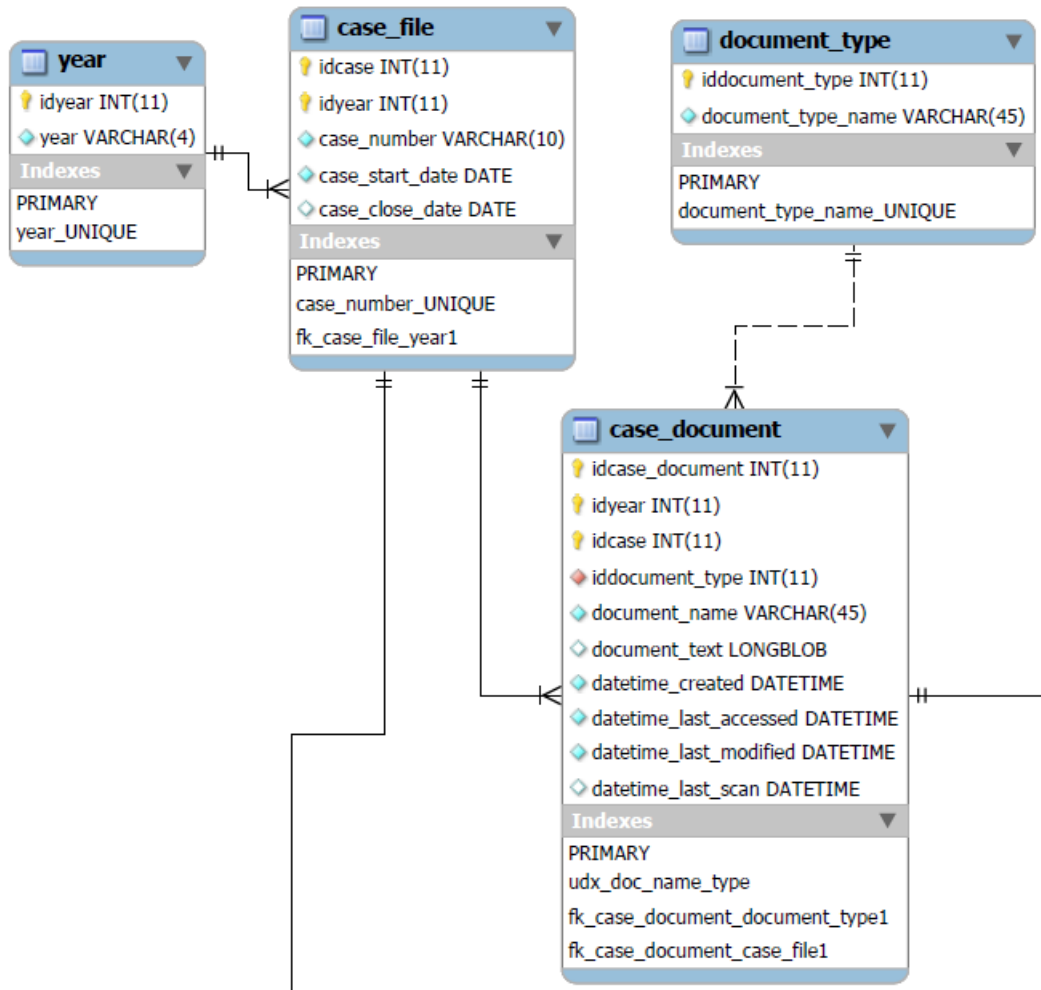 year
idyear INT(11)
year VARCHAR(4)
Indexes
PRIMARY
year_UNIQUE
case_file
idcase INT(11)
idyear INT(11)
case_number VARCHAR(10)
case_start_date DATE
case_close_date DATE
Indexes
PRIMARY
case_number_UNIQUE
fk_case_file_year1
document_type
iddocument_type INT(11)
document_type_name VARCHAR(45)
Indexes
PRIMARY
document_type_name_UNIQUE
case_document
idcase_document INT(11)
idyear INT(11)
idcase INT(11)
iddocument_type INT(11)
document_name VARCHAR(45)
document_text LONGBLOB
datetime_created DATETIME
datetime_last_accessed DATETIME
datetime_last_modified DATETIME
datetime_last_scan DATETIME
Indexes
PRIMARY
udx_doc_name_type
fk_case_document_document_type1
fk_case_document_case_file1